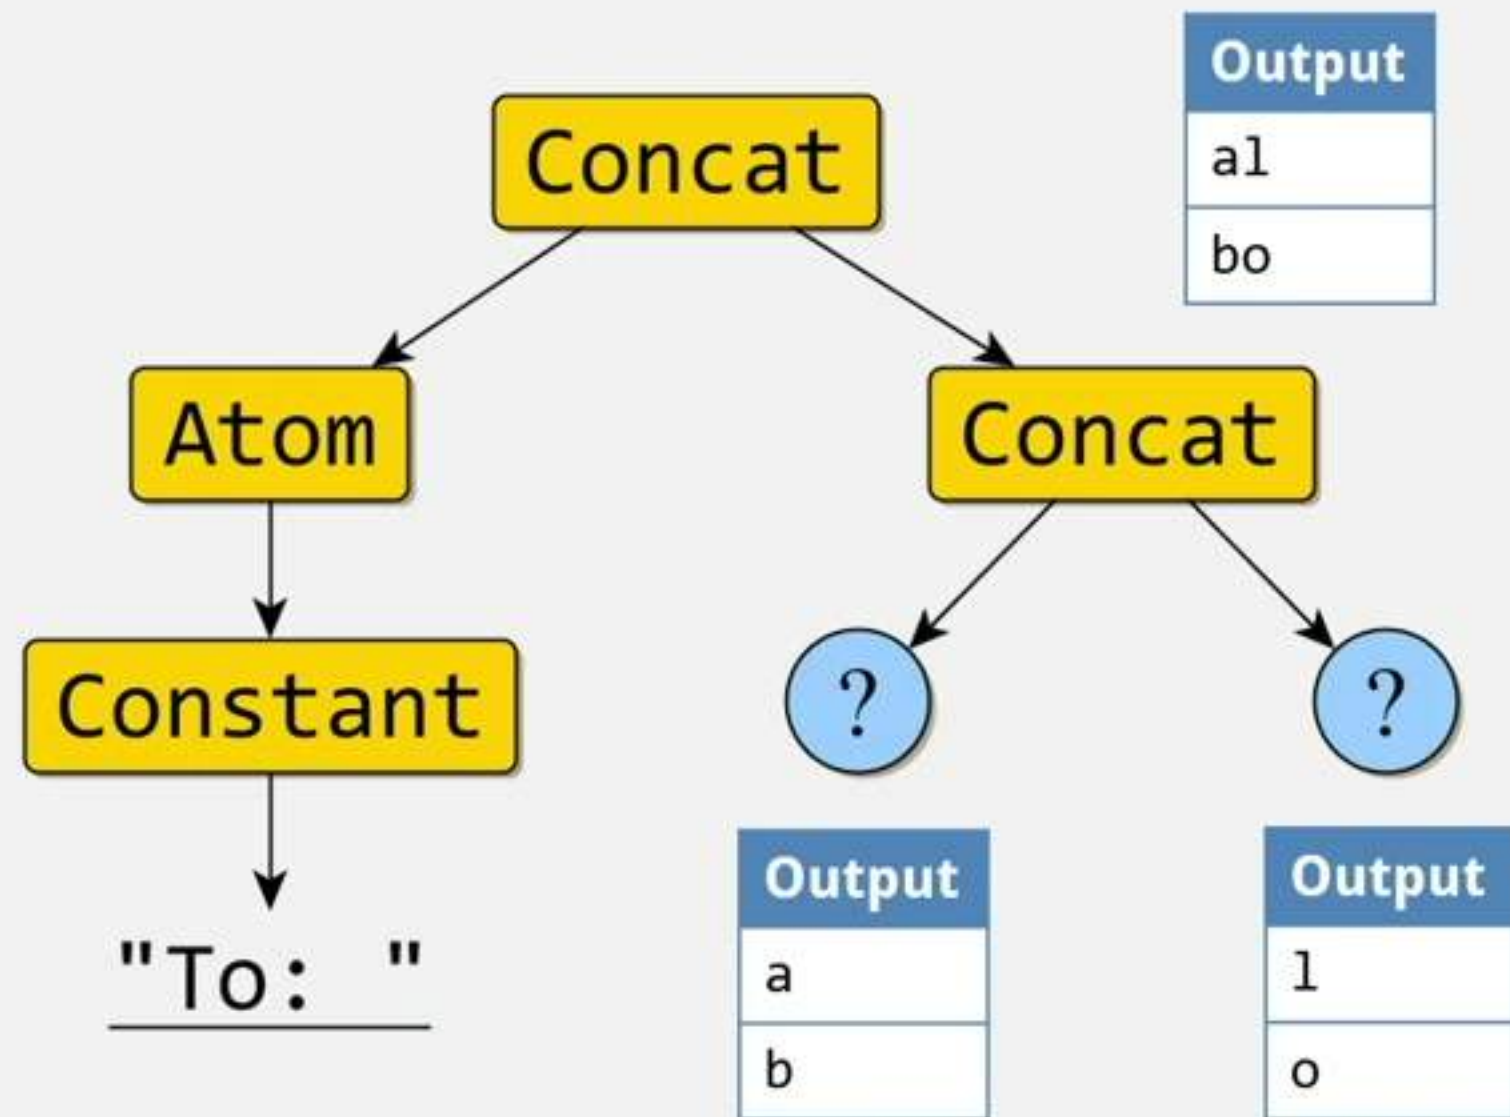 Output
al
bo
Concat
Atom
Concat
Constant
?
?
"To: "
Output
a
b
Output
l
o